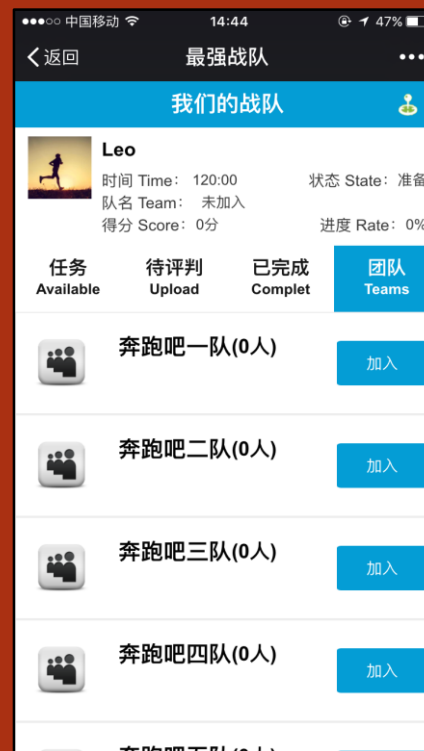 中国移动 14:44 47%
返回 最强战队
我们的战队
Leo
时间 Time： 120:00 状态 State：准备
队名 Team： 未加入
得分 Score：0分 进度 Rate：0%
任务 待评判 已完成 团队
Available Upload Complet Teams
奔跑吧一队(0人) 加入
奔跑吧二队(0人) 加入
奔跑吧三队(0人) 加入
奔跑吧四队(0人) 加入